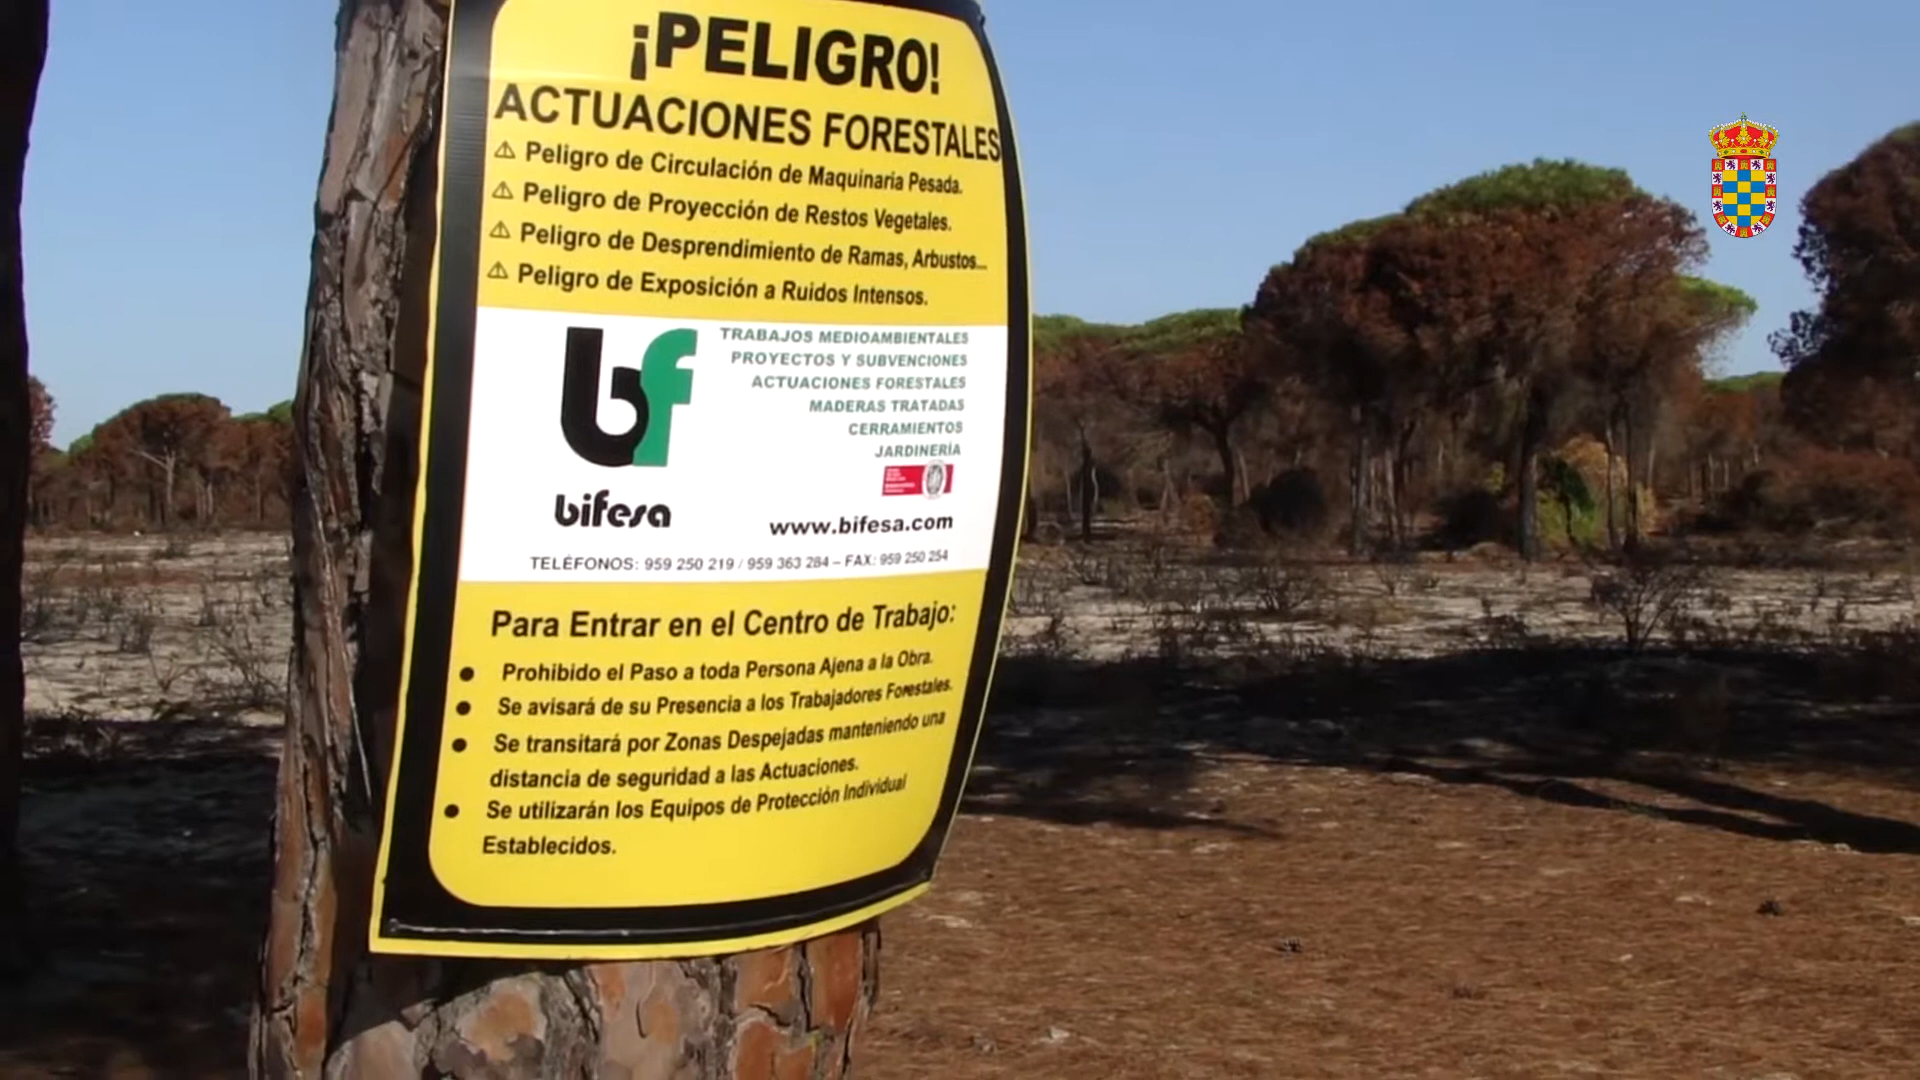 ¡PELIGRO!
ACTUACIONES FORESTALES
Peligro de Circulación de Maquinaria Pesada.
Peligro de Proyección de Restos Vegetales.
Peligro de Desprendimiento de Ramas, Arbustos...
Peligro de Exposición a Ruidos Intensos.
bf
bifesa
TRABAJOS MEDIOAMBIENTALES
PROYECTOS Y SUBVENCIONES
ACTUACIONES FORESTALES
MADERAS TRATADAS
CERRAMIENTOS
JARDINERÍA
www.bifesa.com
TELÉFONOS: 959 250 219 / 959 363 284 – FAX: 959 250 254
Para Entrar en el Centro de Trabajo:
● Prohibido el Paso a toda Persona Ajena a la Obra.
● Se avisará de su Presencia a los Trabajadores Forestales.
● Se transitará por Zonas Despejadas manteniendo una
distancia de seguridad a las Actuaciones.
● Se utilizarán los Equipos de Protección Individual
Establecidos.